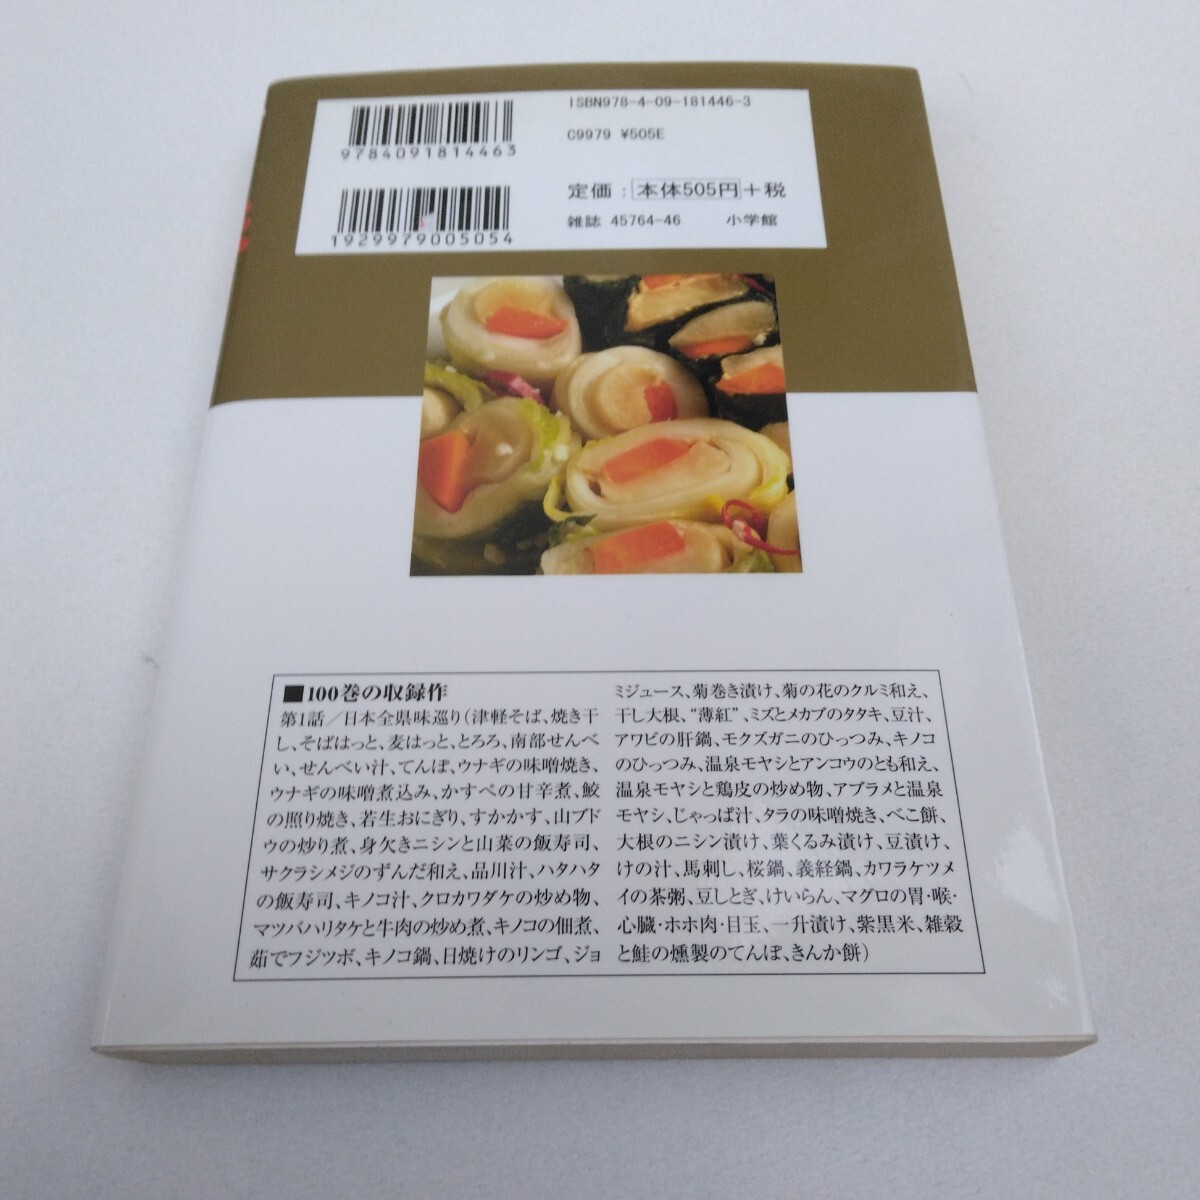 ISBN978-4-09-181446-3
C9979 ¥505E
9784091814463
定価：本体505円＋税
雑誌 45764-46 小学館
1929979005054
■100巻の収録作
第1話／日本全県味巡り(津軽そば、焼き干
し、そばはっと、麦はっと、とろろ、南部せんべ
い、せんべい汁、てんぽ、ウナギの味噌焼き、
ウナギの味噌煮込み、かすべの甘辛煮、鮫
の照り焼き、若生おにぎり、すかかす、山ブド
ウの炒り煮、身欠きニシンと山菜の飯寿司、
サクラシメジのずんだ和え、品川汁、ハタハタ
の飯寿司、キノコ汁、クロカワダケの炒め物、
マツバハリタケと牛肉の炒め煮、キノコの佃煮、
茹でフジツボ、キノコ鍋、日焼けのリンゴ、ジョ
ミジュース、菊巻き漬け、菊の花のクルミ和え、
干し大根、“薄紅”、ミズとメカブのタタキ、豆汁、
アワビの肝鍋、モクズガニのひっつみ、キノコ
のひっつみ、温泉モヤシとアンコウのとも和え、
温泉モヤシと鶏皮の炒め物、アブラメと温泉
モヤシ、じゃっぱ汁、タラの味噌焼き、べこ餅、
大根のニシン漬け、葉くるみ漬け、豆漬け、
けの汁、馬刺し、桜鍋、義経鍋、カワラケツメ
イの茶粥、豆しとぎ、けいらん、マグロの胃・喉・
心臓・ホホ肉・目玉、一升漬け、紫黒米、雑穀
と鮭の燻製のてんぽ、きんか餅)